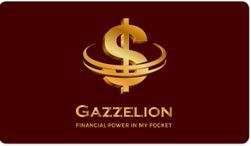 $
GAZZELION
FINANCIAL POWER IN MY POCKET